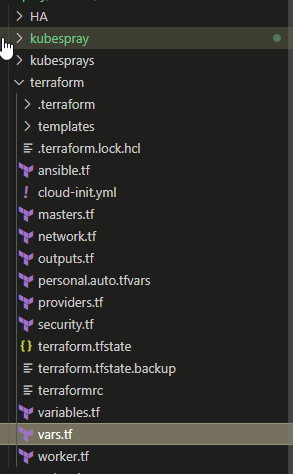 HA
kubespray
kubesprays
terraform
.terraform
templates
.terraform.lock.hcl
ansible.tf
cloud-init.yml
masters.tf
network.tf
outputs.tf
personal.auto.tfvars
providers.tf
security.tf
terraform.tfstate
terraform.tfstate.backup
terraformrc
variables.tf
vars.tf
worker.tf